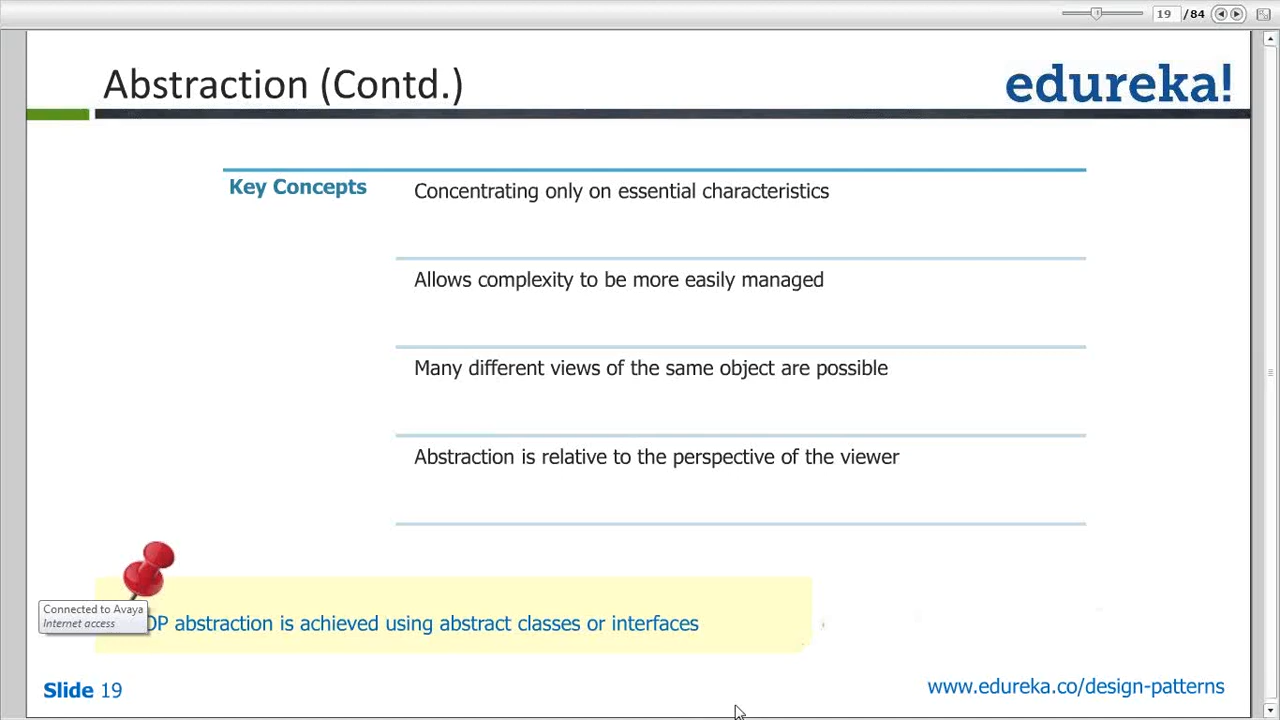 19 /84
Abstraction (Contd.)
edureka!
Key Concepts
Concentrating only on essential characteristics
Allows complexity to be more easily managed
Many different views of the same object are possible
Abstraction is relative to the perspective of the viewer
Connected to Avaya
Internet access
OP abstraction is achieved using abstract classes or interfaces
Slide 19
www.edureka.co/design-patterns